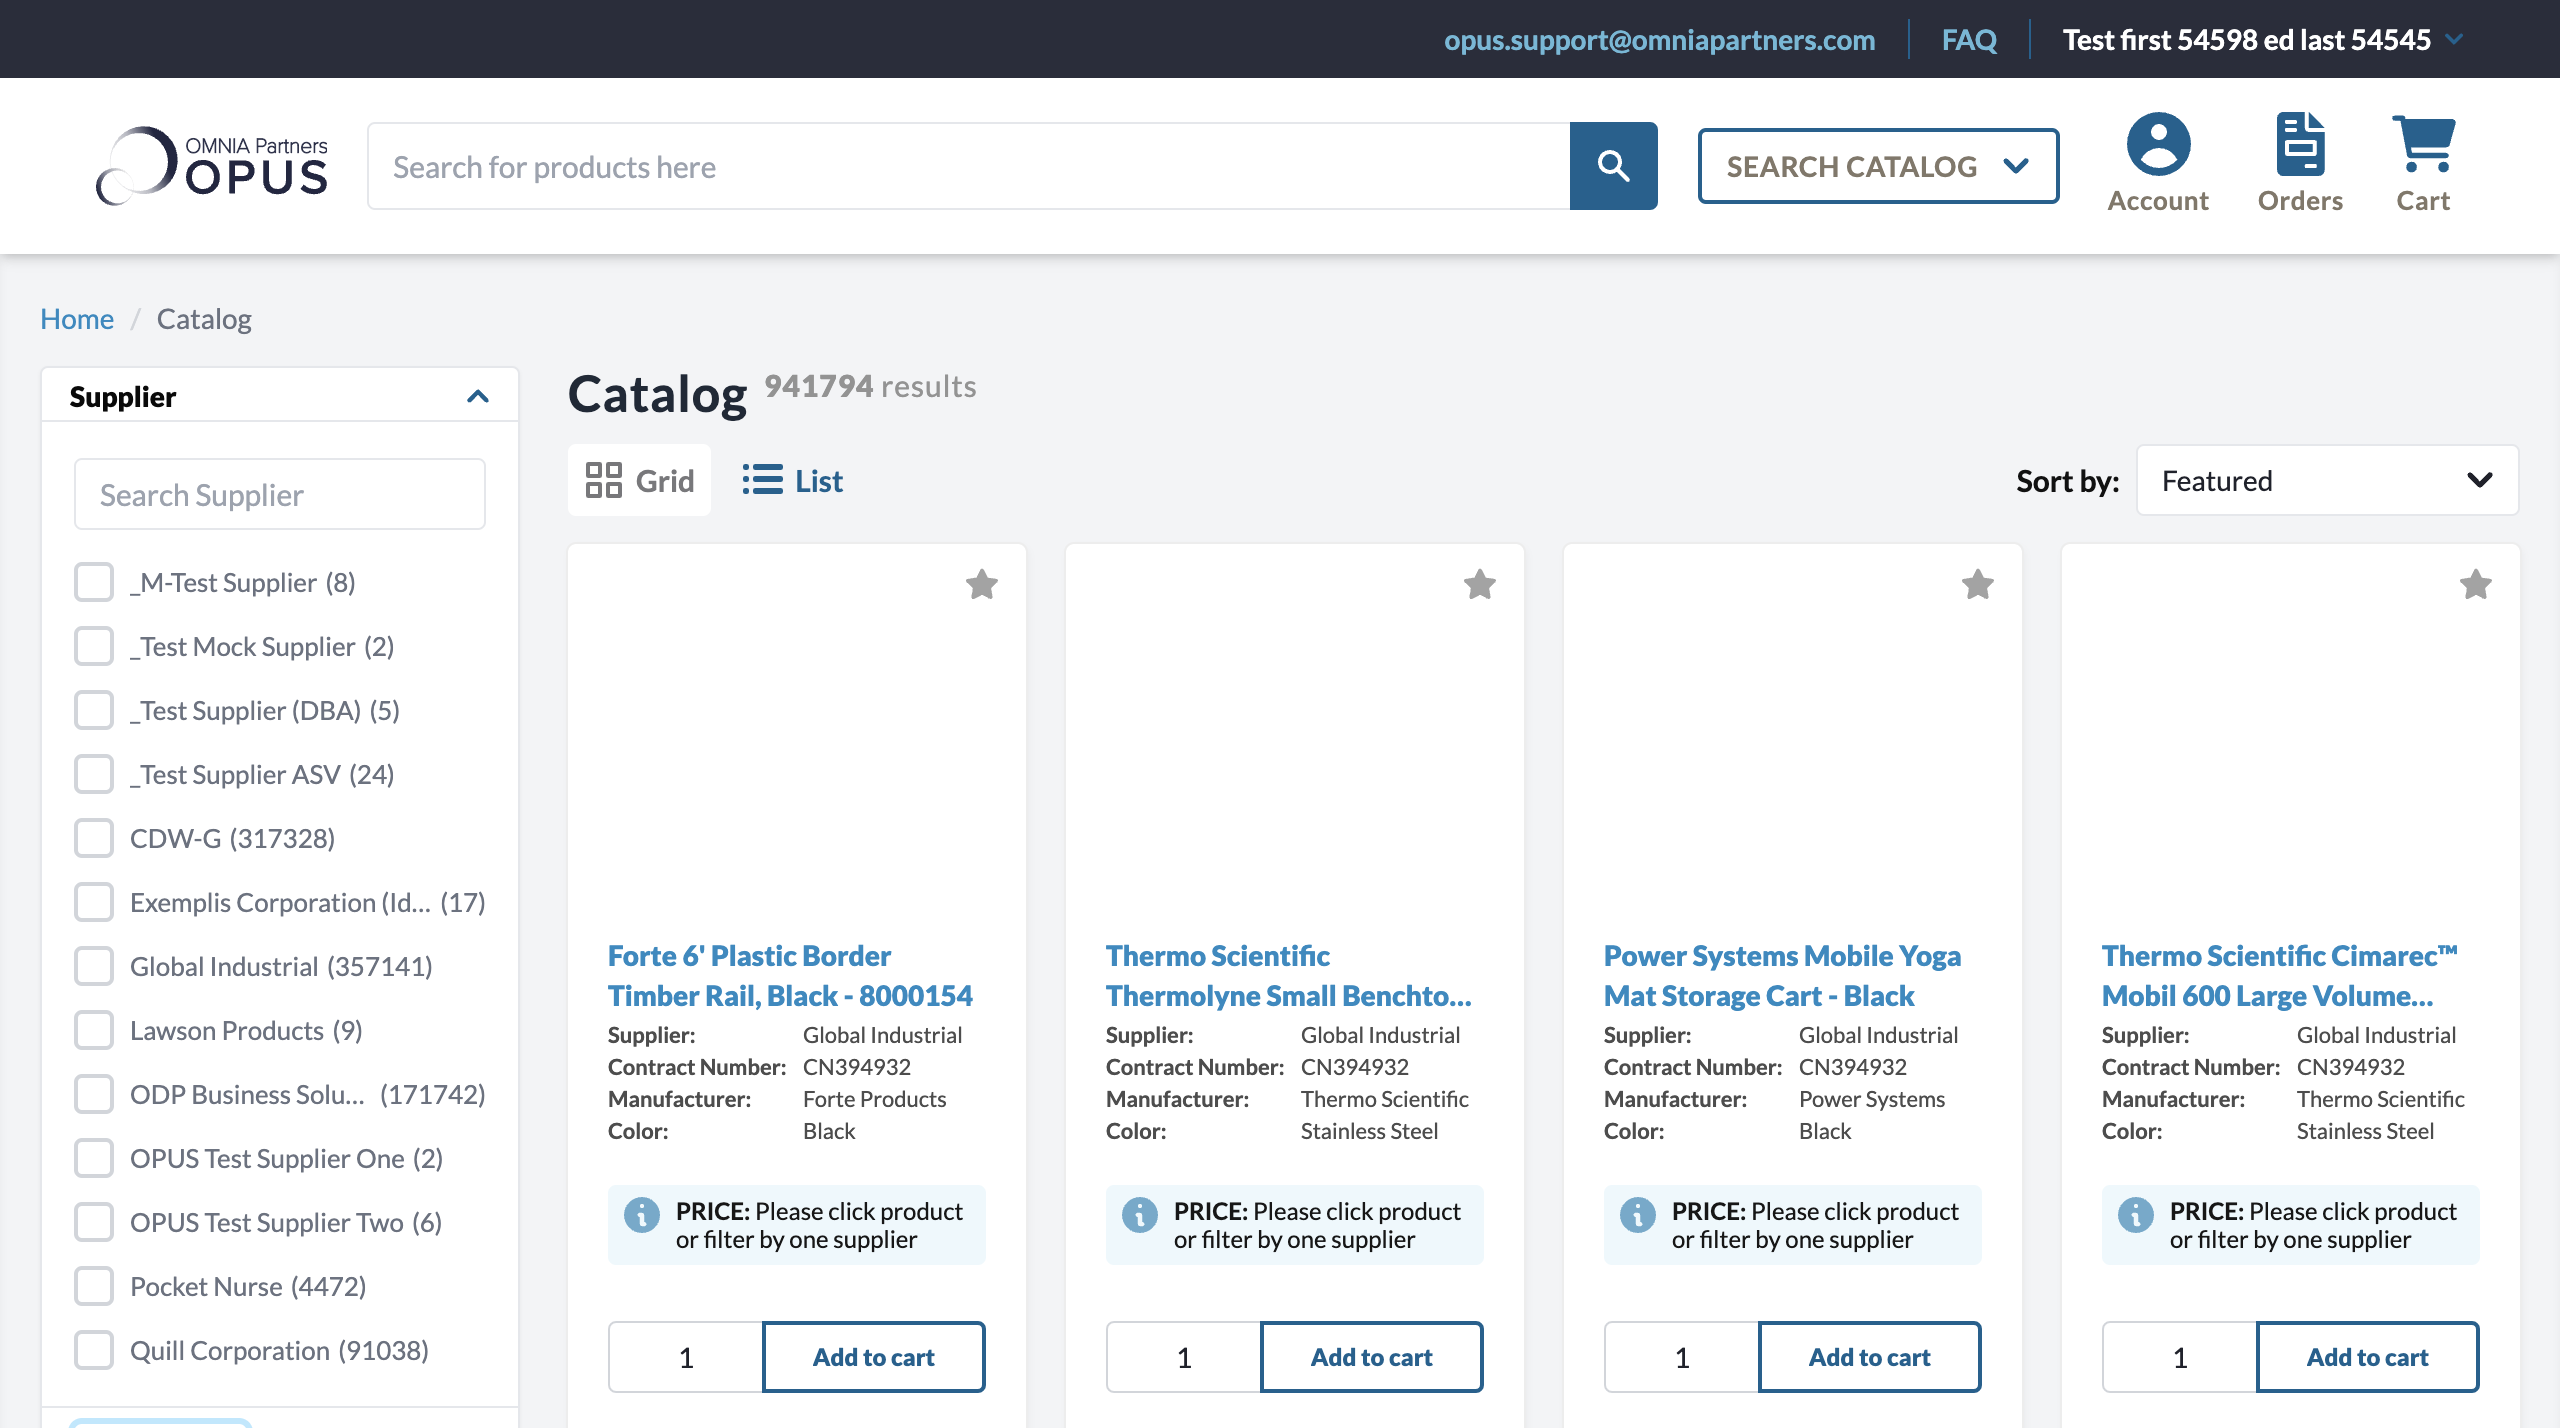 opus.support@omniapartners.com FAQ Test first 54598 ed last 54545
OMNIA Partners
OPUS
Search for products here
SEARCH CATALOG
Account
Orders
Cart
Home / Catalog
Supplier
Search Supplier
_M-Test Supplier (8)
_Test Mock Supplier (2)
_Test Supplier (DBA) (5)
_Test Supplier ASV (24)
CDW-G (317328)
Exemplis Corporation (Id... (17)
Global Industrial (357141)
Lawson Products (9)
ODP Business Solu... (171742)
OPUS Test Supplier One (2)
OPUS Test Supplier Two (6)
Pocket Nurse (4472)
Quill Corporation (91038)
Catalog 941794 results
Grid
List
Sort by: Featured
Forte 6' Plastic Border
Timber Rail, Black - 8000154
Supplier: Global Industrial
Contract Number: CN394932
Manufacturer: Forte Products
Color: Black
PRICE: Please click product
or filter by one supplier
1 Add to cart
Thermo Scientific
Thermolyne Small Benchto...
Supplier: Global Industrial
Contract Number: CN394932
Manufacturer: Thermo Scientific
Color: Stainless Steel
PRICE: Please click product
or filter by one supplier
1 Add to cart
Power Systems Mobile Yoga
Mat Storage Cart - Black
Supplier: Global Industrial
Contract Number: CN394932
Manufacturer: Power Systems
Color: Black
PRICE: Please click product
or filter by one supplier
1 Add to cart
Thermo Scientific Cimarec™
Mobil 600 Large Volume...
Supplier: Global Industrial
Contract Number: CN394932
Manufacturer: Thermo Scientific
Color: Stainless Steel
PRICE: Please click product
or filter by one supplier
1 Add to cart